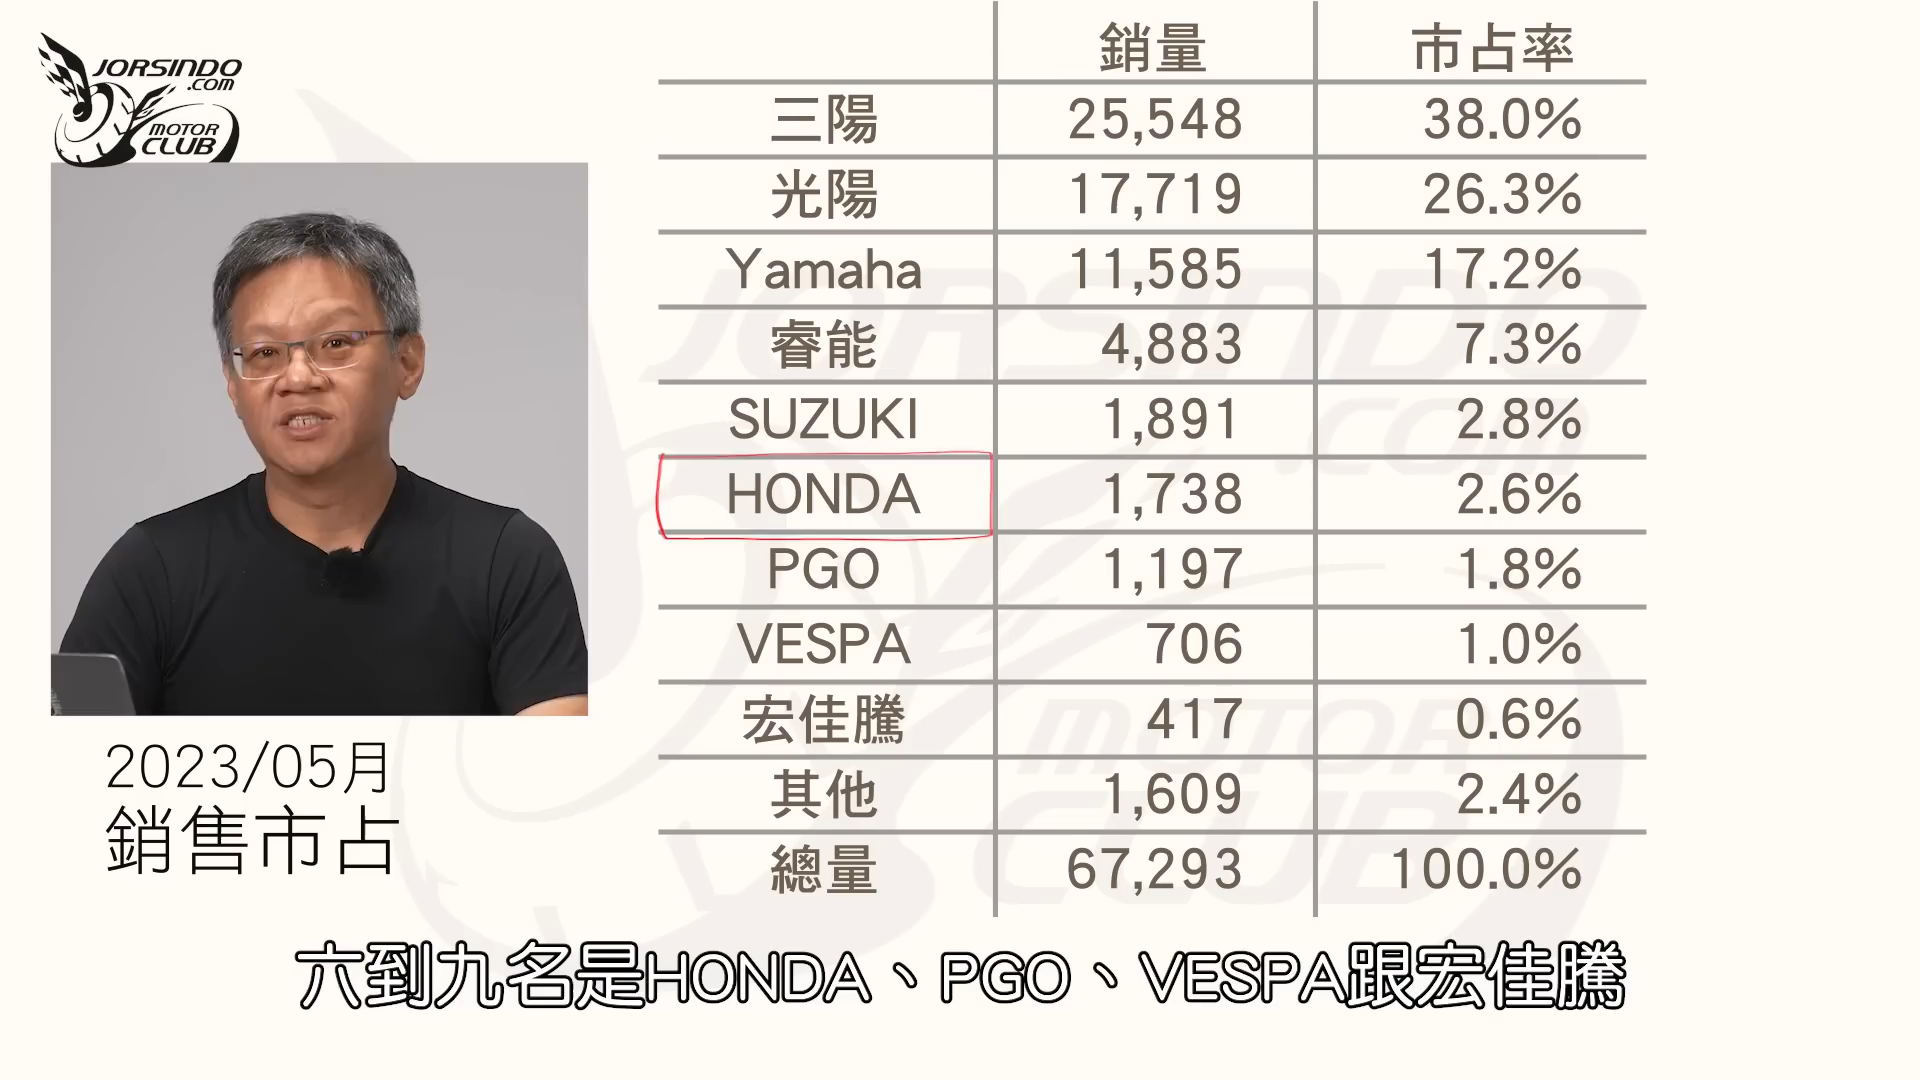 JORSINDO
.COM
MOTOR
CLUB
銷量 市占率
三陽 25,548 38.0%
光陽 17,719 26.3%
Yamaha 11,585 17.2%
睿能 4,883 7.3%
SUZUKI 1,891 2.8%
HONDA 1,738 2.6%
PGO 1,197 1.8%
VESPA 706 1.0%
宏佳騰 417 0.6%
其他 1,609 2.4%
總量 67,293 100.0%
2023/05月
銷售市占
六到九名是HONDA、PGO、VESPA跟宏佳騰
JORSINDO
.com
MOTOR
CLUB